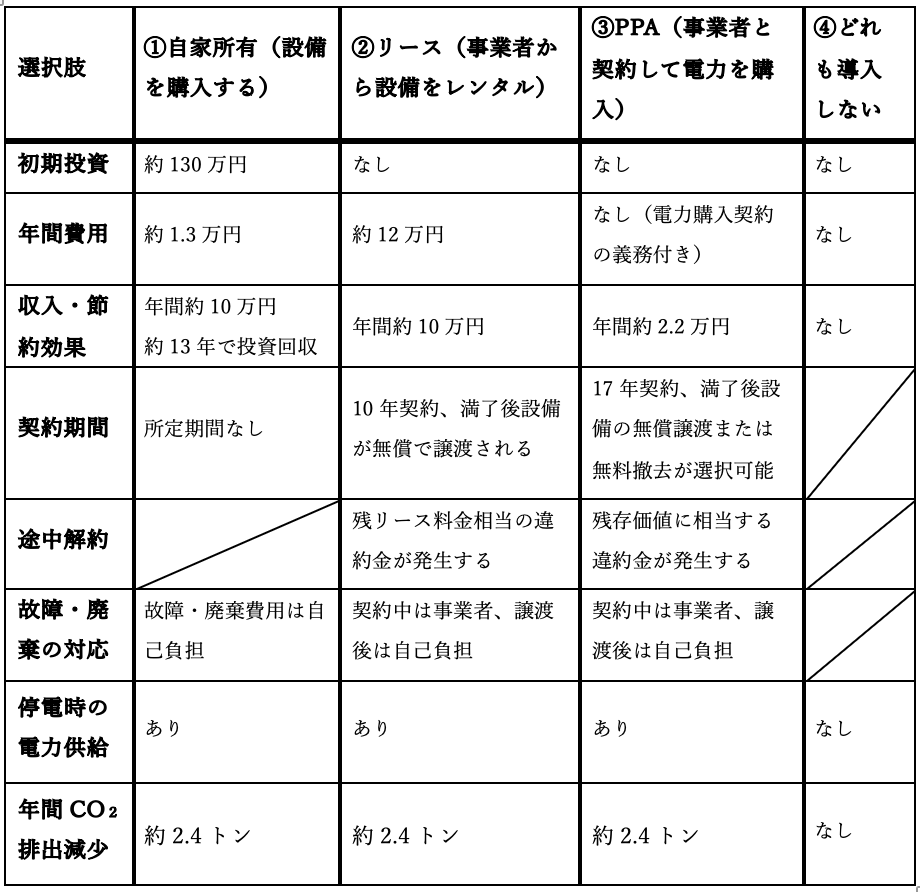 選択肢
①自家所有（設備
を購入する）
②リース（事業者か
ら設備をレンタル）
③PPA（事業者と
契約して電力を購
入）
④どれ
も導入
しない
初期投資
約 130 万円
なし
なし
なし
年間費用
約 1.3 万円
約 12 万円
なし（電力購入契約
の義務付き）
なし
収入・節
約効果
年間約 10 万円
約 13 年で投資回収
年間約 10 万円
年間約 2.2 万円
なし
契約期間
所定期間なし
10 年契約、満了後設備
が無償で譲渡される
17 年契約、満了後設
備の無償譲渡または
無料撤去が選択可能
途中解約
残リース料金相当の違
約金が発生する
残存価値に相当する
違約金が発生する
故障・廃
棄の対応
故障・廃棄費用は自
己負担
契約中は事業者、譲渡
後は自己負担
契約中は事業者、譲
渡後は自己負担
停電時の
電力供給
あり
あり
あり
なし
年間 CO₂
排出減少
約 2.4 トン
約 2.4 トン
約 2.4 トン
なし